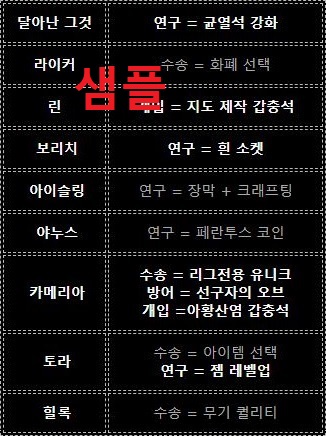 달아난 그것 연구 = 균열석 강화
라이커 수송 = 화폐 선택
샘플
린 개입 = 지도 제작 갑충석
보리치 연구 = 흰 소켓
아이슬링 연구 = 장막 + 크래프팅
야누스 연구 = 페란투스 코인
카메리아 수송 = 리그전용 유니크
방어 = 선구자의 오브
개입 =아황산염 갑충석
토라 수송 = 아이템 선택
연구 = 젬 레벨업
힐록 수송 = 무기 퀄리티